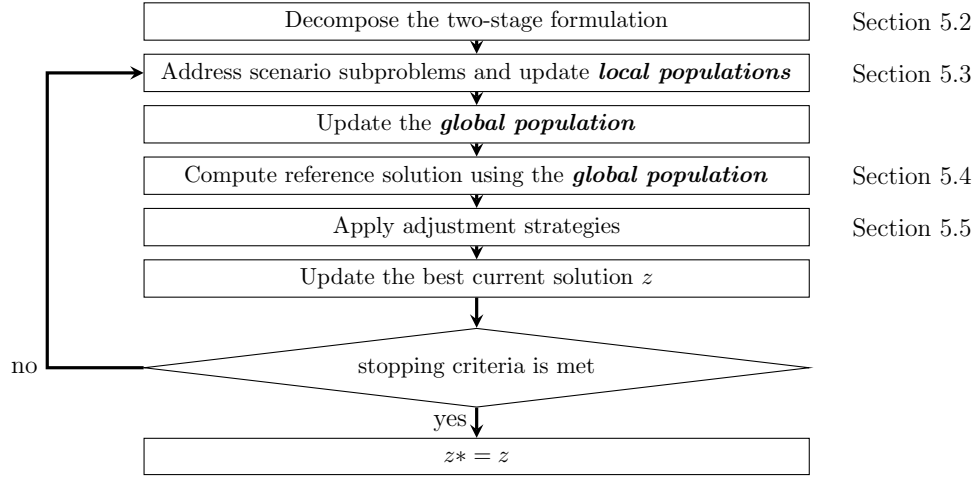 Decompose the two-stage formulation Section 5.2
Address scenario subproblems and update local populations Section 5.3
Update the global population
Compute reference solution using the global population Section 5.4
Apply adjustment strategies Section 5.5
Update the best current solution z
no stopping criteria is met
yes
z* = z